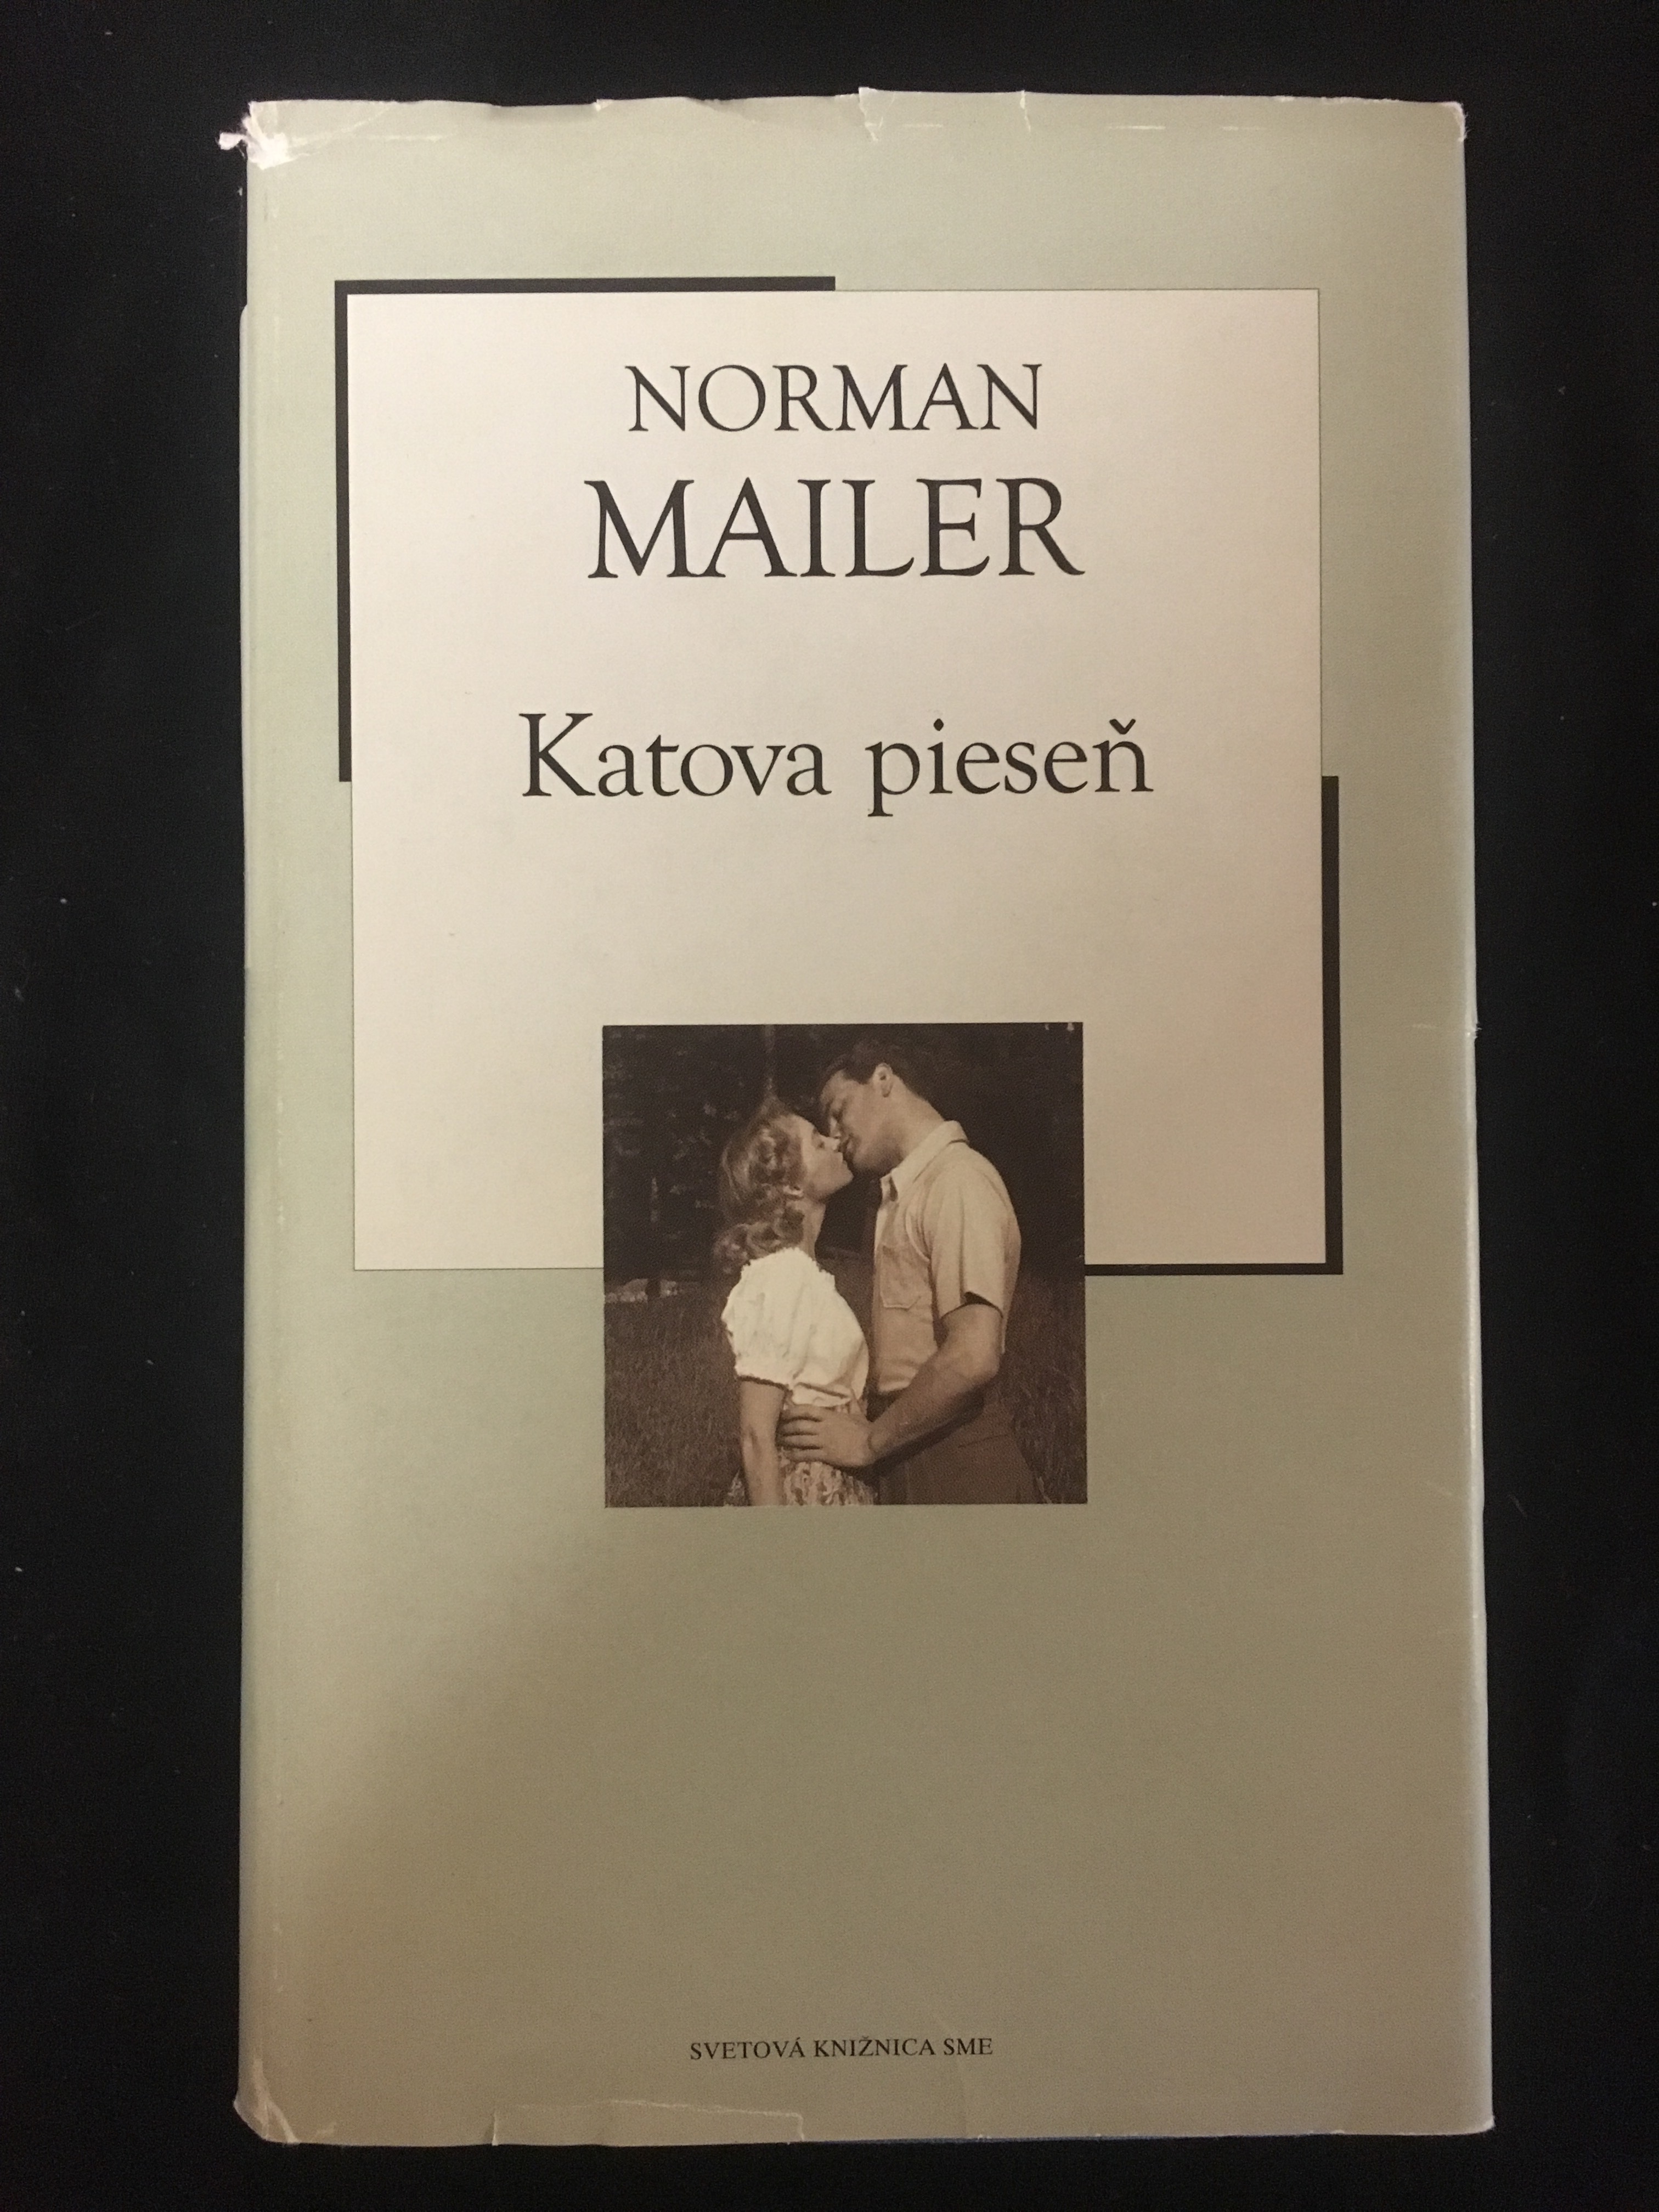 NORMAN
MAILER
Katova pieseň
SVETOVÁ KNIŽNICA SME